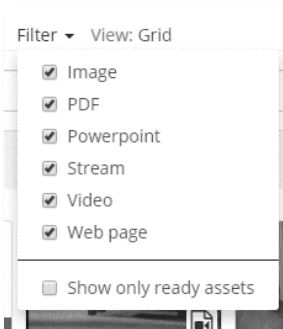 Filter View: Grid
Image
PDF
Powerpoint
Stream
Video
Web page
Show only ready assets